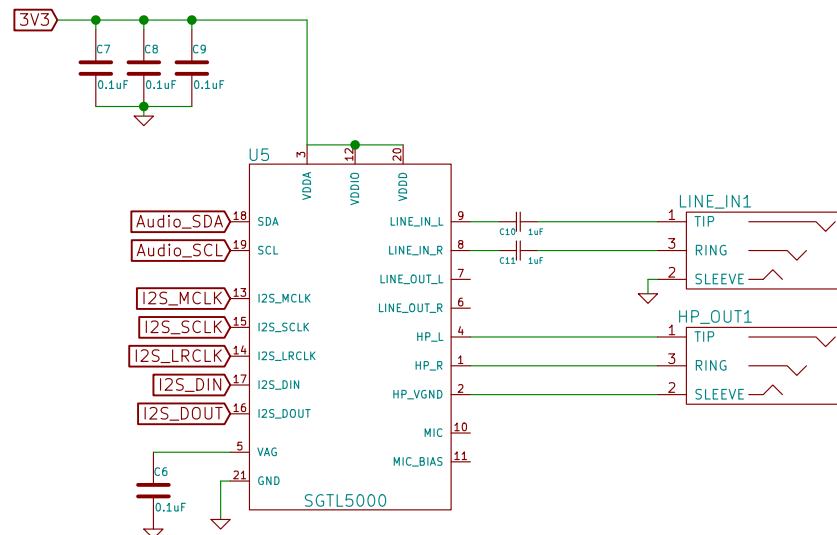 3V3
C7 C8 C9
0.1uF 0.1uF 0.1uF
U5
3 12 20
VDDA VDDIO VDDD
Audio_SDA 18 SDA
Audio_SCL 19 SCL
I2S_MCLK 13 I2S_MCLK
I2S_SCLK 15 I2S_SCLK
I2S_LRCLK 14 I2S_LRCLK
I2S_DIN 17 I2S_DIN
I2S_DOUT 16 I2S_DOUT
5 VAG
21 GND
C6
0.1uF
LINE_IN_L 9
LINE_IN_R 8
LINE_OUT_L 7
LINE_OUT_R 6
HP_L 4
HP_R 1
HP_VGND 2
MIC 10
MIC_BIAS 11
SGTL5000
C10 1uF
C11 1uF
LINE_IN1
1 TIP
3 RING
2 SLEEVE
HP_OUT1
1 TIP
3 RING
2 SLEEVE